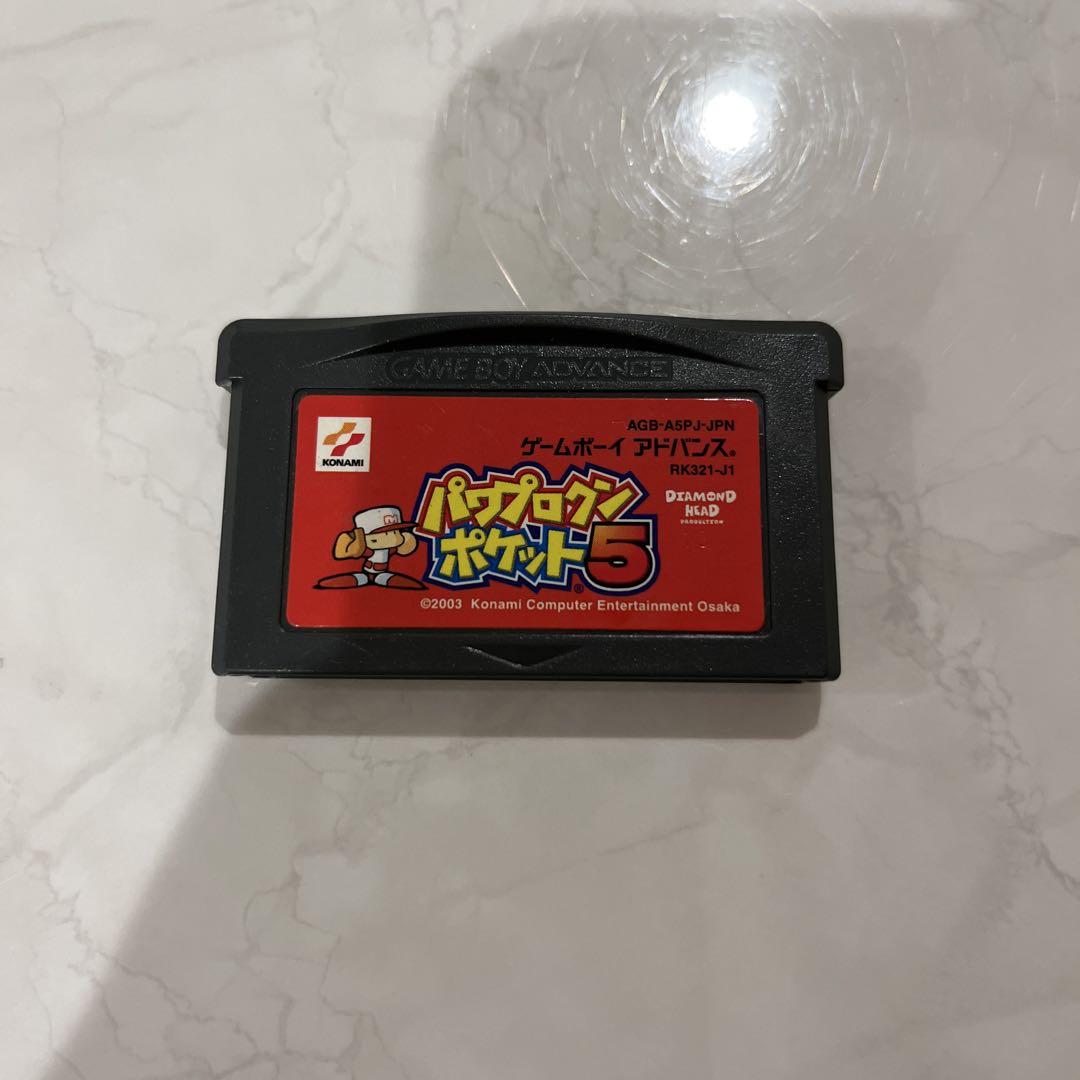 GAME BOY ADVANCE
AGB-A5PJ-JPN
ゲームボーイ アドバンス®
RK321-J1
KONAMI
パワプロクン
ポケット5®
DIAMOND
HEAD
PRODUCTION
M
©2003 Konami Computer Entertainment Osaka